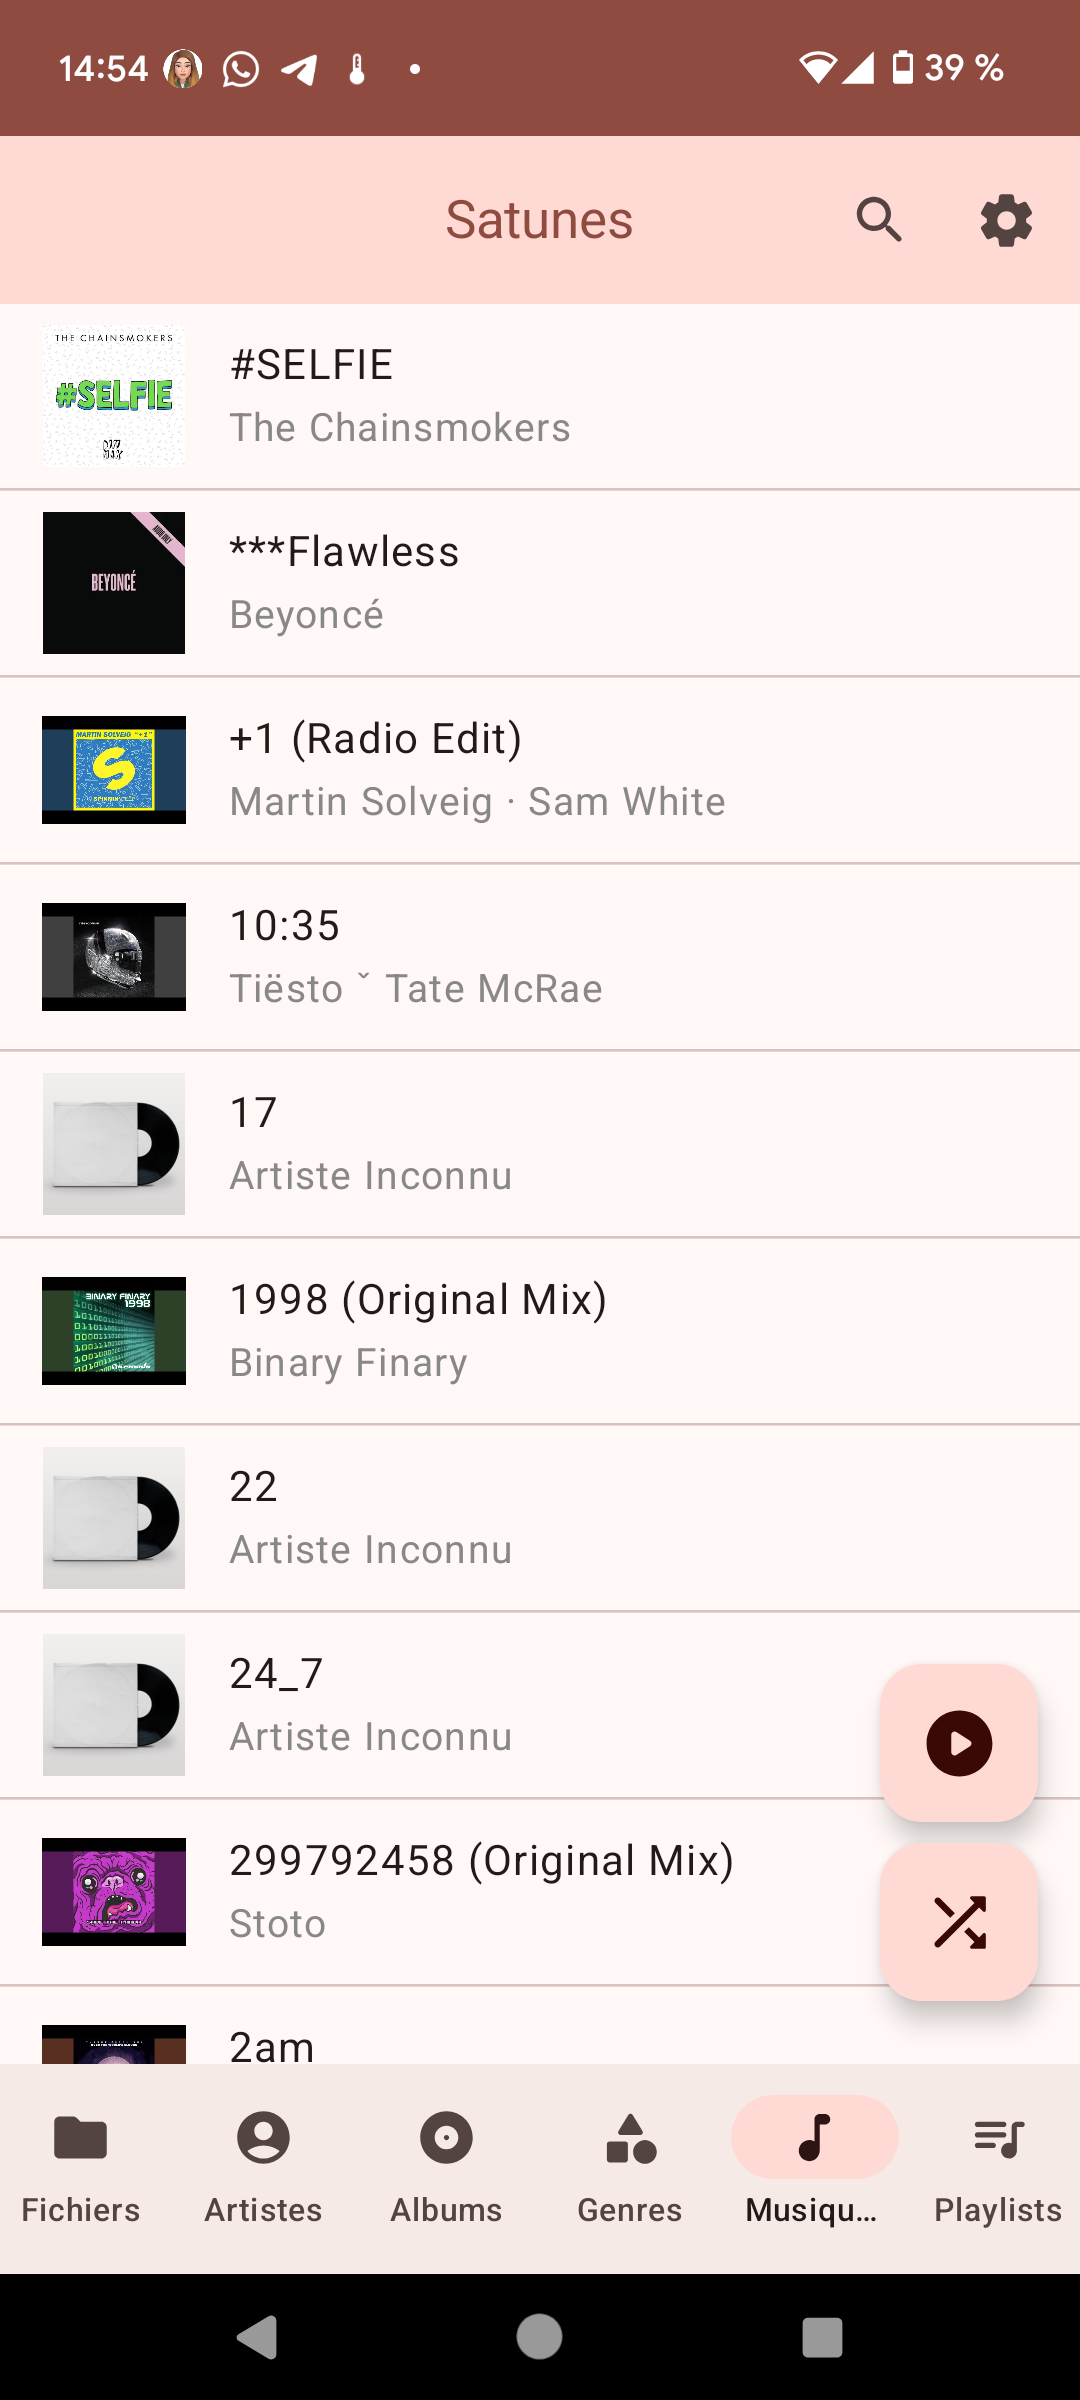 14:54
39 %
Satunes
THE CHAINSMOKERS
#SELFIE
#SELFIE
The Chainsmokers
BEYONCÉ
***Flawless
Beyoncé
MARTIN SOLVEIG "+1"
SPINNIN'
+1 (Radio Edit)
Martin Solveig · Sam White
10:35
Tiësto ˇ Tate McRae
17
Artiste Inconnu
BINARY FINARY
1998
1998 (Original Mix)
Binary Finary
22
Artiste Inconnu
24_7
Artiste Inconnu
299792458 (Original Mix)
Stoto
2am
Fichiers
Artistes
Albums
Genres
Musiqu...
Playlists